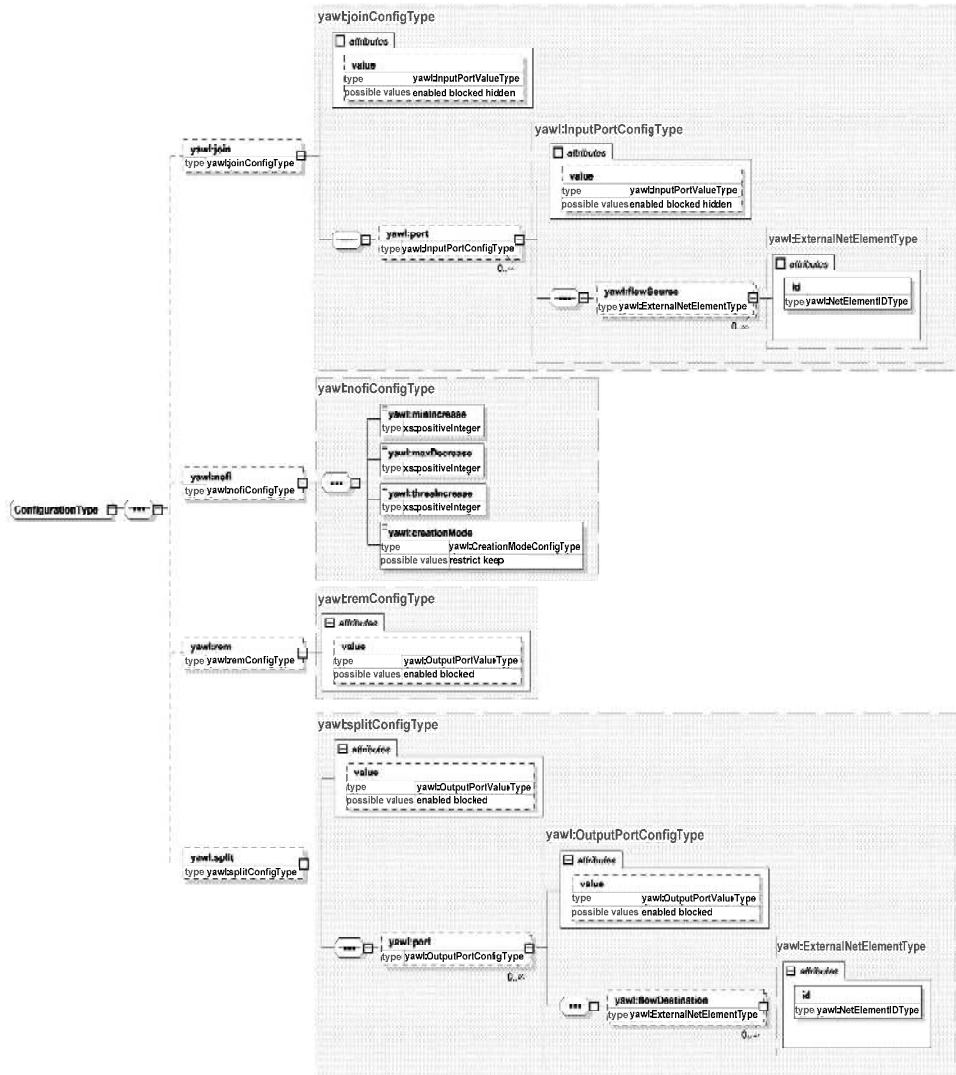 yawl:joinConfigType
attributes
value
type yawl:InputPortValueType
possible values enabled blocked hidden
yawl:InputPortConfigType
yawl:join
type yawl:joinConfigType
attributes
value
type yawl:InputPortValueType
possible values enabled blocked hidden
yawl:port
type yawl:InputPortConfigType
0..∞
yawl:ExternalNetElementType
attributes
id
type yawl:NetElementIDType
yawl:flowSource
type yawl:ExternalNetElementType
0..∞
yawl:nofiConfigType
yawl:minIncrease
type xs:positiveInteger
yawl:maxDecrease
type xs:positiveInteger
yawl:nofi
type yawl:nofiConfigType
yawl:thresIncrease
type xs:positiveInteger
ConfigurationType
yawl:creationMode
type yawl:CreationModeConfigType
possible values restrict keep
yawl:remConfigType
attributes
yawl:rem
type yawl:remConfigType
value
type yawl:OutputPortValueType
possible values enabled blocked
yawl:splitConfigType
attributes
value
type yawl:OutputPortValueType
possible values enabled blocked
yawl:OutputPortConfigType
yawl:split
type yawl:splitConfigType
attributes
value
type yawl:OutputPortValueType
possible values enabled blocked
yawl:port
type yawl:OutputPortConfigType
0..∞
yawl:ExternalNetElementType
attributes
id
type yawl:NetElementIDType
yawl:flowDestination
type yawl:ExternalNetElementType
0..∞